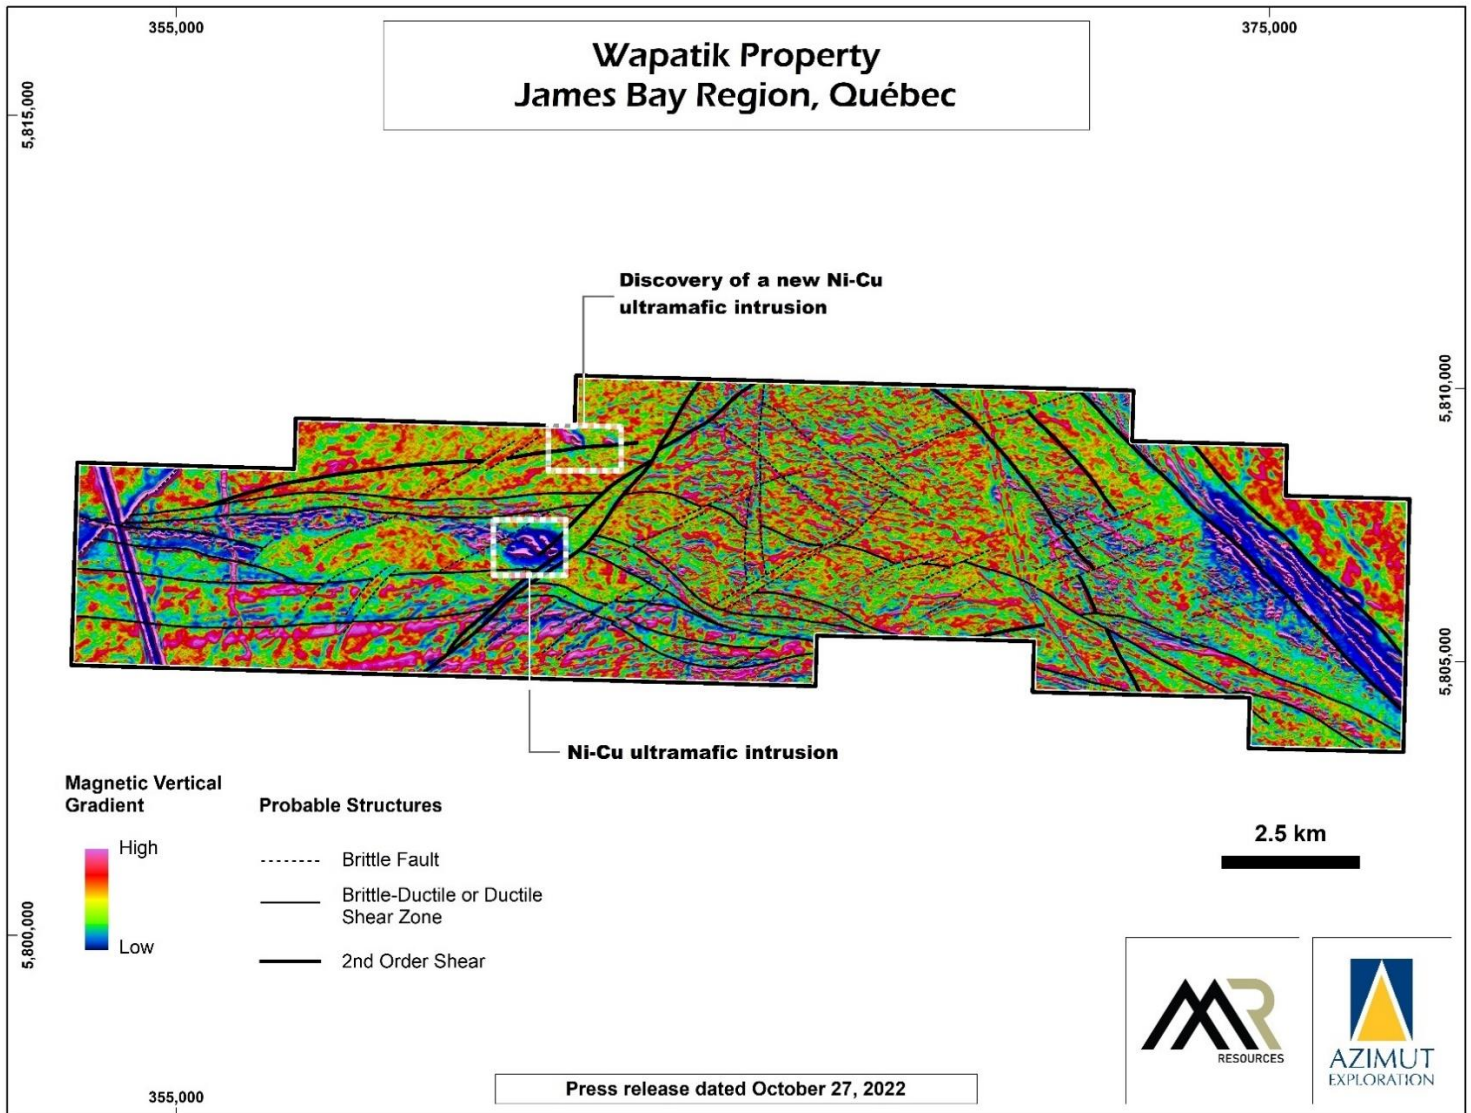 355,000
375,000
Wapatik Property
James Bay Region, Québec
5,815,000
Discovery of a new Ni-Cu
ultramafic intrusion
5,810,000
5,805,000
Ni-Cu ultramafic intrusion
Magnetic Vertical
Gradient
High
Low
Probable Structures
Brittle Fault
Brittle-Ductile or Ductile
Shear Zone
2nd Order Shear
2.5 km
5,800,000
MR
RESOURCES
AZIMUT
EXPLORATION
Press release dated October 27, 2022
355,000